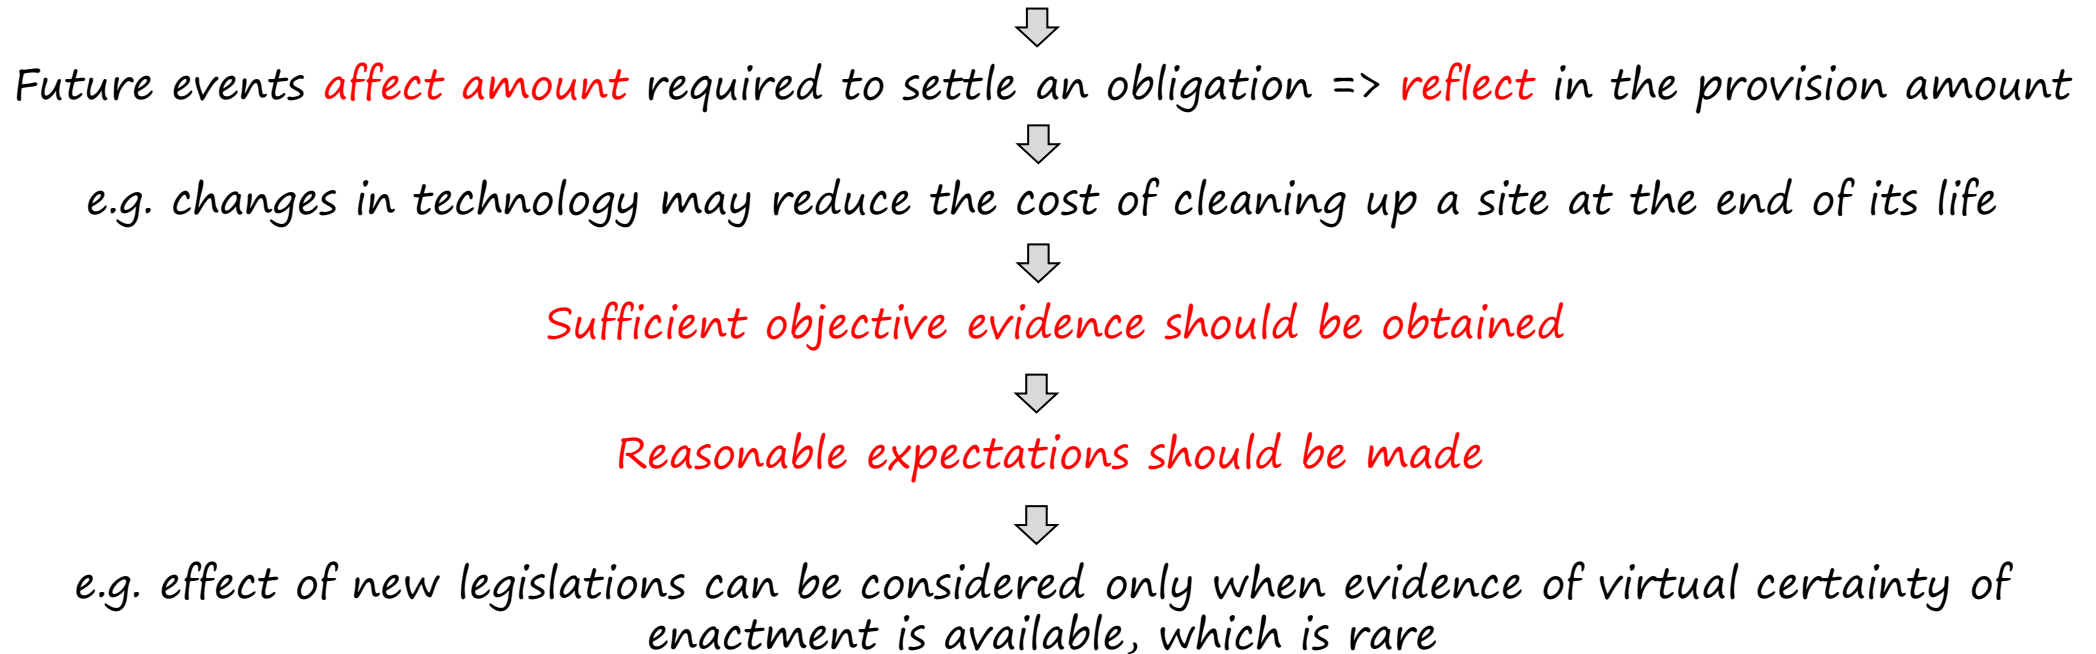 Future events affect amount required to settle an obligation => reflect in the provision amount
e.g. changes in technology may reduce the cost of cleaning up a site at the end of its life
Sufficient objective evidence should be obtained
Reasonable expectations should be made
e.g. effect of new legislations can be considered only when evidence of virtual certainty of
enactment is available, which is rare